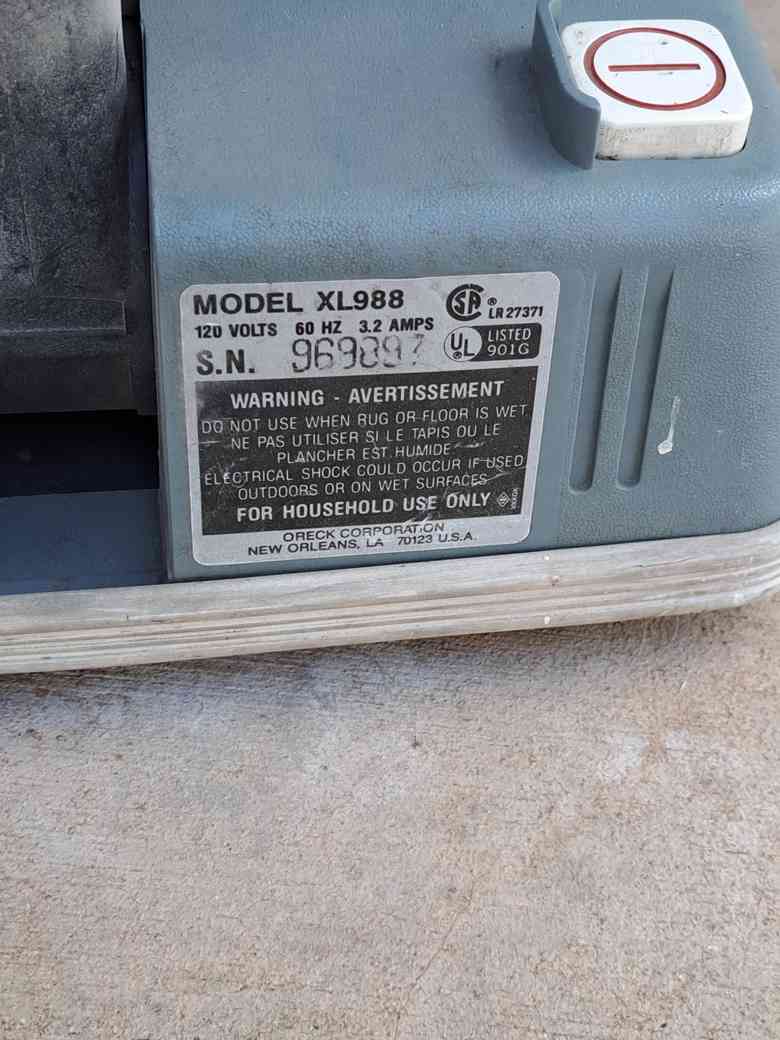 MODEL XL988
120 VOLTS 60 HZ 3.2 AMPS
S.N.
SA ® LR 27371
UL ® LISTED
901G
WARNING - AVERTISSEMENT
DO NOT USE WHEN RUG OR FLOOR IS WET
NE PAS UTILISER SI LE TAPIS OU LE
PLANCHER EST HUMIDE
ELECTRICAL SHOCK COULD OCCUR IF USED
OUTDOORS OR ON WET SURFACES
FOR HOUSEHOLD USE ONLY
ORECK CORPORATION
NEW ORLEANS, LA 70123 U.S.A.